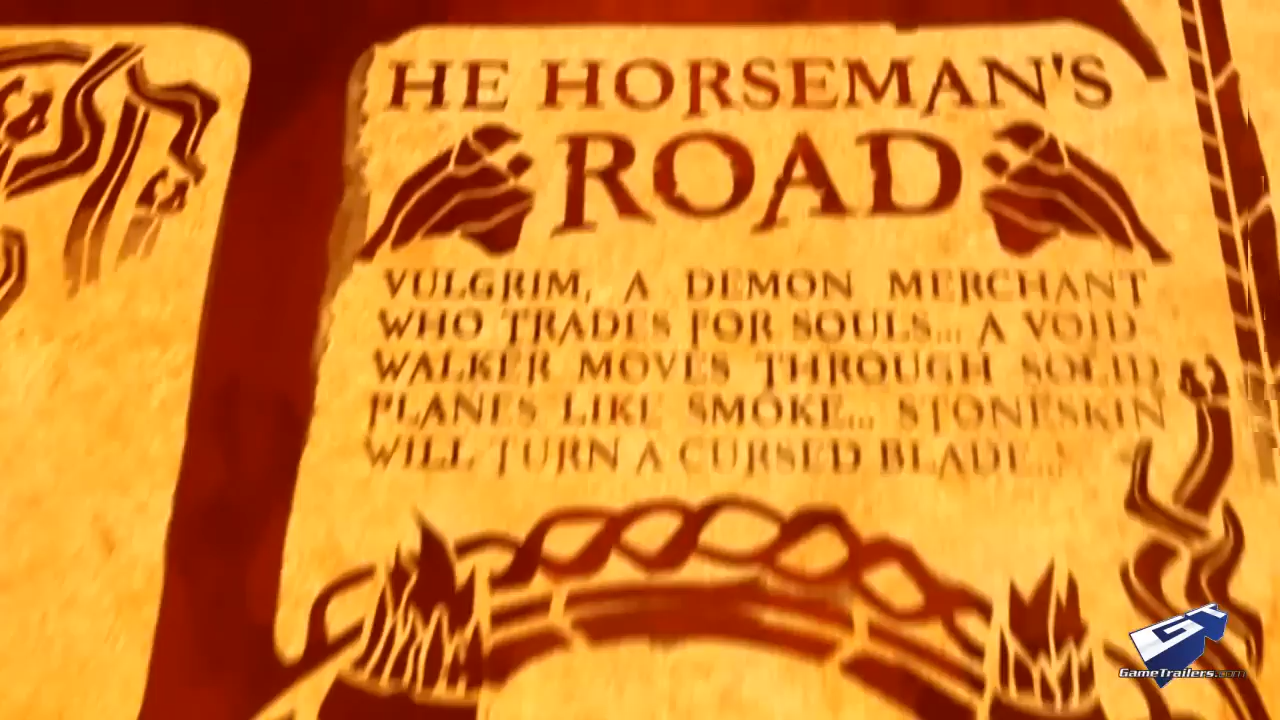 HE HORSEMAN'S
ROAD
VULGRIM, A DEMON MERCHANT
WHO TRADES FOR SOULS... A VOID
WALKER MOVES THROUGH SOLID
PLANES LIKE SMOKE... STONESKIN
WILL TURN A CURSED BLADE...
GT
GameTrailers.com